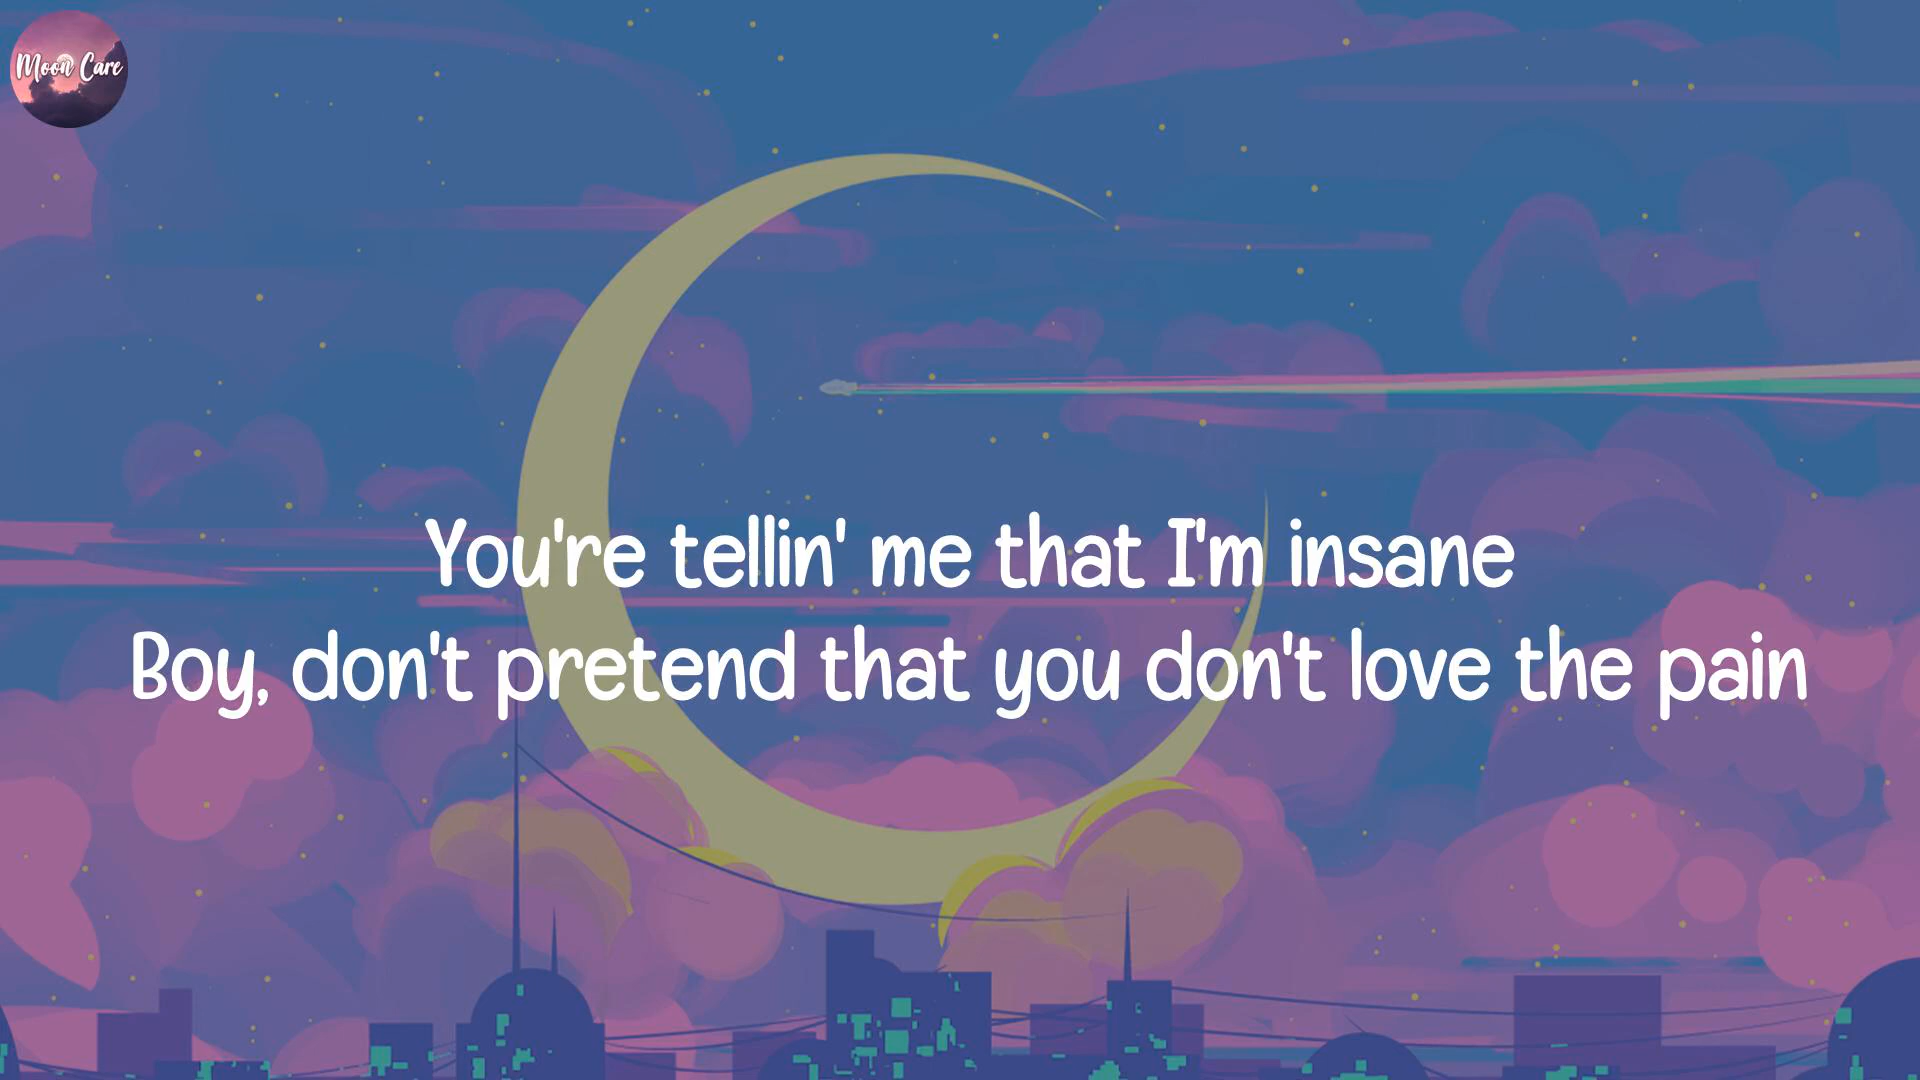 Moon Care
You're tellin' me that I'm insane
Boy, don't pretend that you don't love the pain